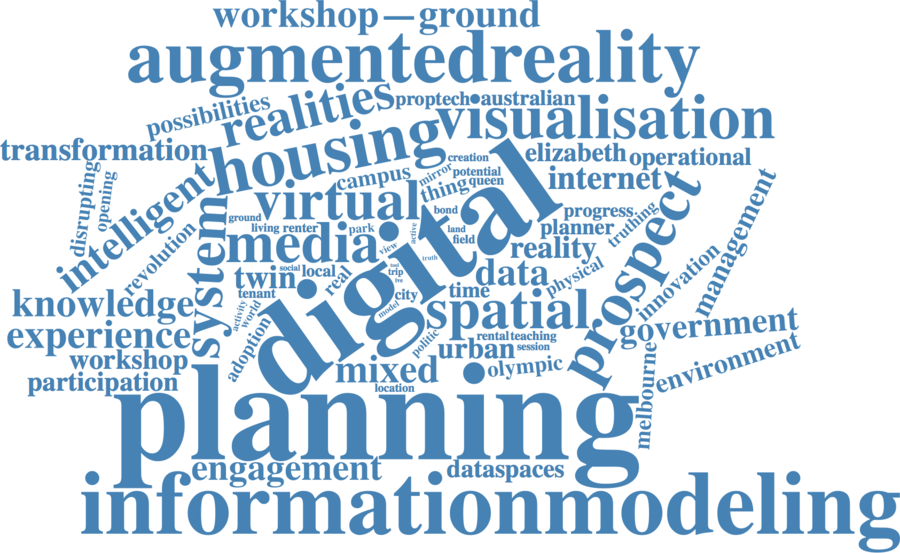 workshop—ground
augmentedreality
possibilities
realities
proptech•australian
visualisation
transformation
housing
creation
elizabeth
operational
disrupting
opening
intelligent
campus
mirror
potential
thing
queen
internet
virtual
system
ground
living renter
park
bond
land
field
active
progress
planner
truthing
prospect
management
revolution
media
view
truth
digital
reality
twin
social
local
real
trip
live
city
data
physical
innovation
knowledge
tenant
activity
world
model
time
spatial
experience
adoption
politic
rental
teaching
session
urban
government
workshop
participation
mixed
location
olympic
melbourne
environment
planning
engagement
dataspaces
informationmodeling